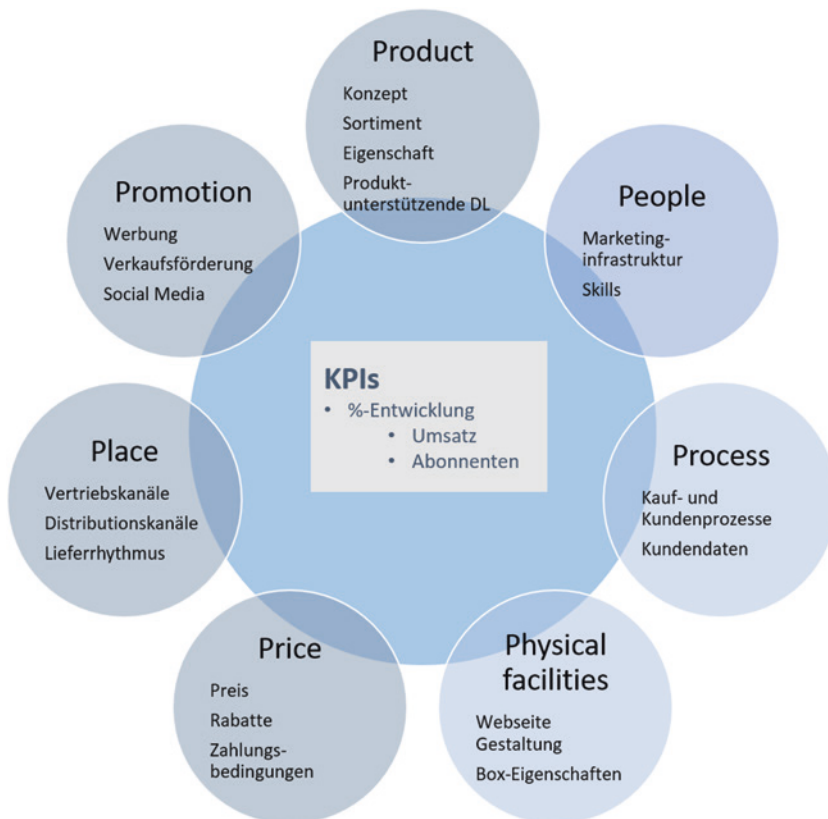 Product
Konzept
Sortiment
Eigenschaft
Produkt-
unterstützende DL
People
Marketing-
infrastruktur
Skills
Process
Kauf- und
Kundenprozesse
Kundendaten
Physical
facilities
Webseite
Gestaltung
Box-Eigenschaften
Price
Preis
Rabatte
Zahlungs-
bedingungen
Place
Vertriebskanäle
Distributionskanäle
Lieferrhythmus
Promotion
Werbung
Verkaufsförderung
Social Media
KPIs
• %-Entwicklung
• Umsatz
• Abonnenten